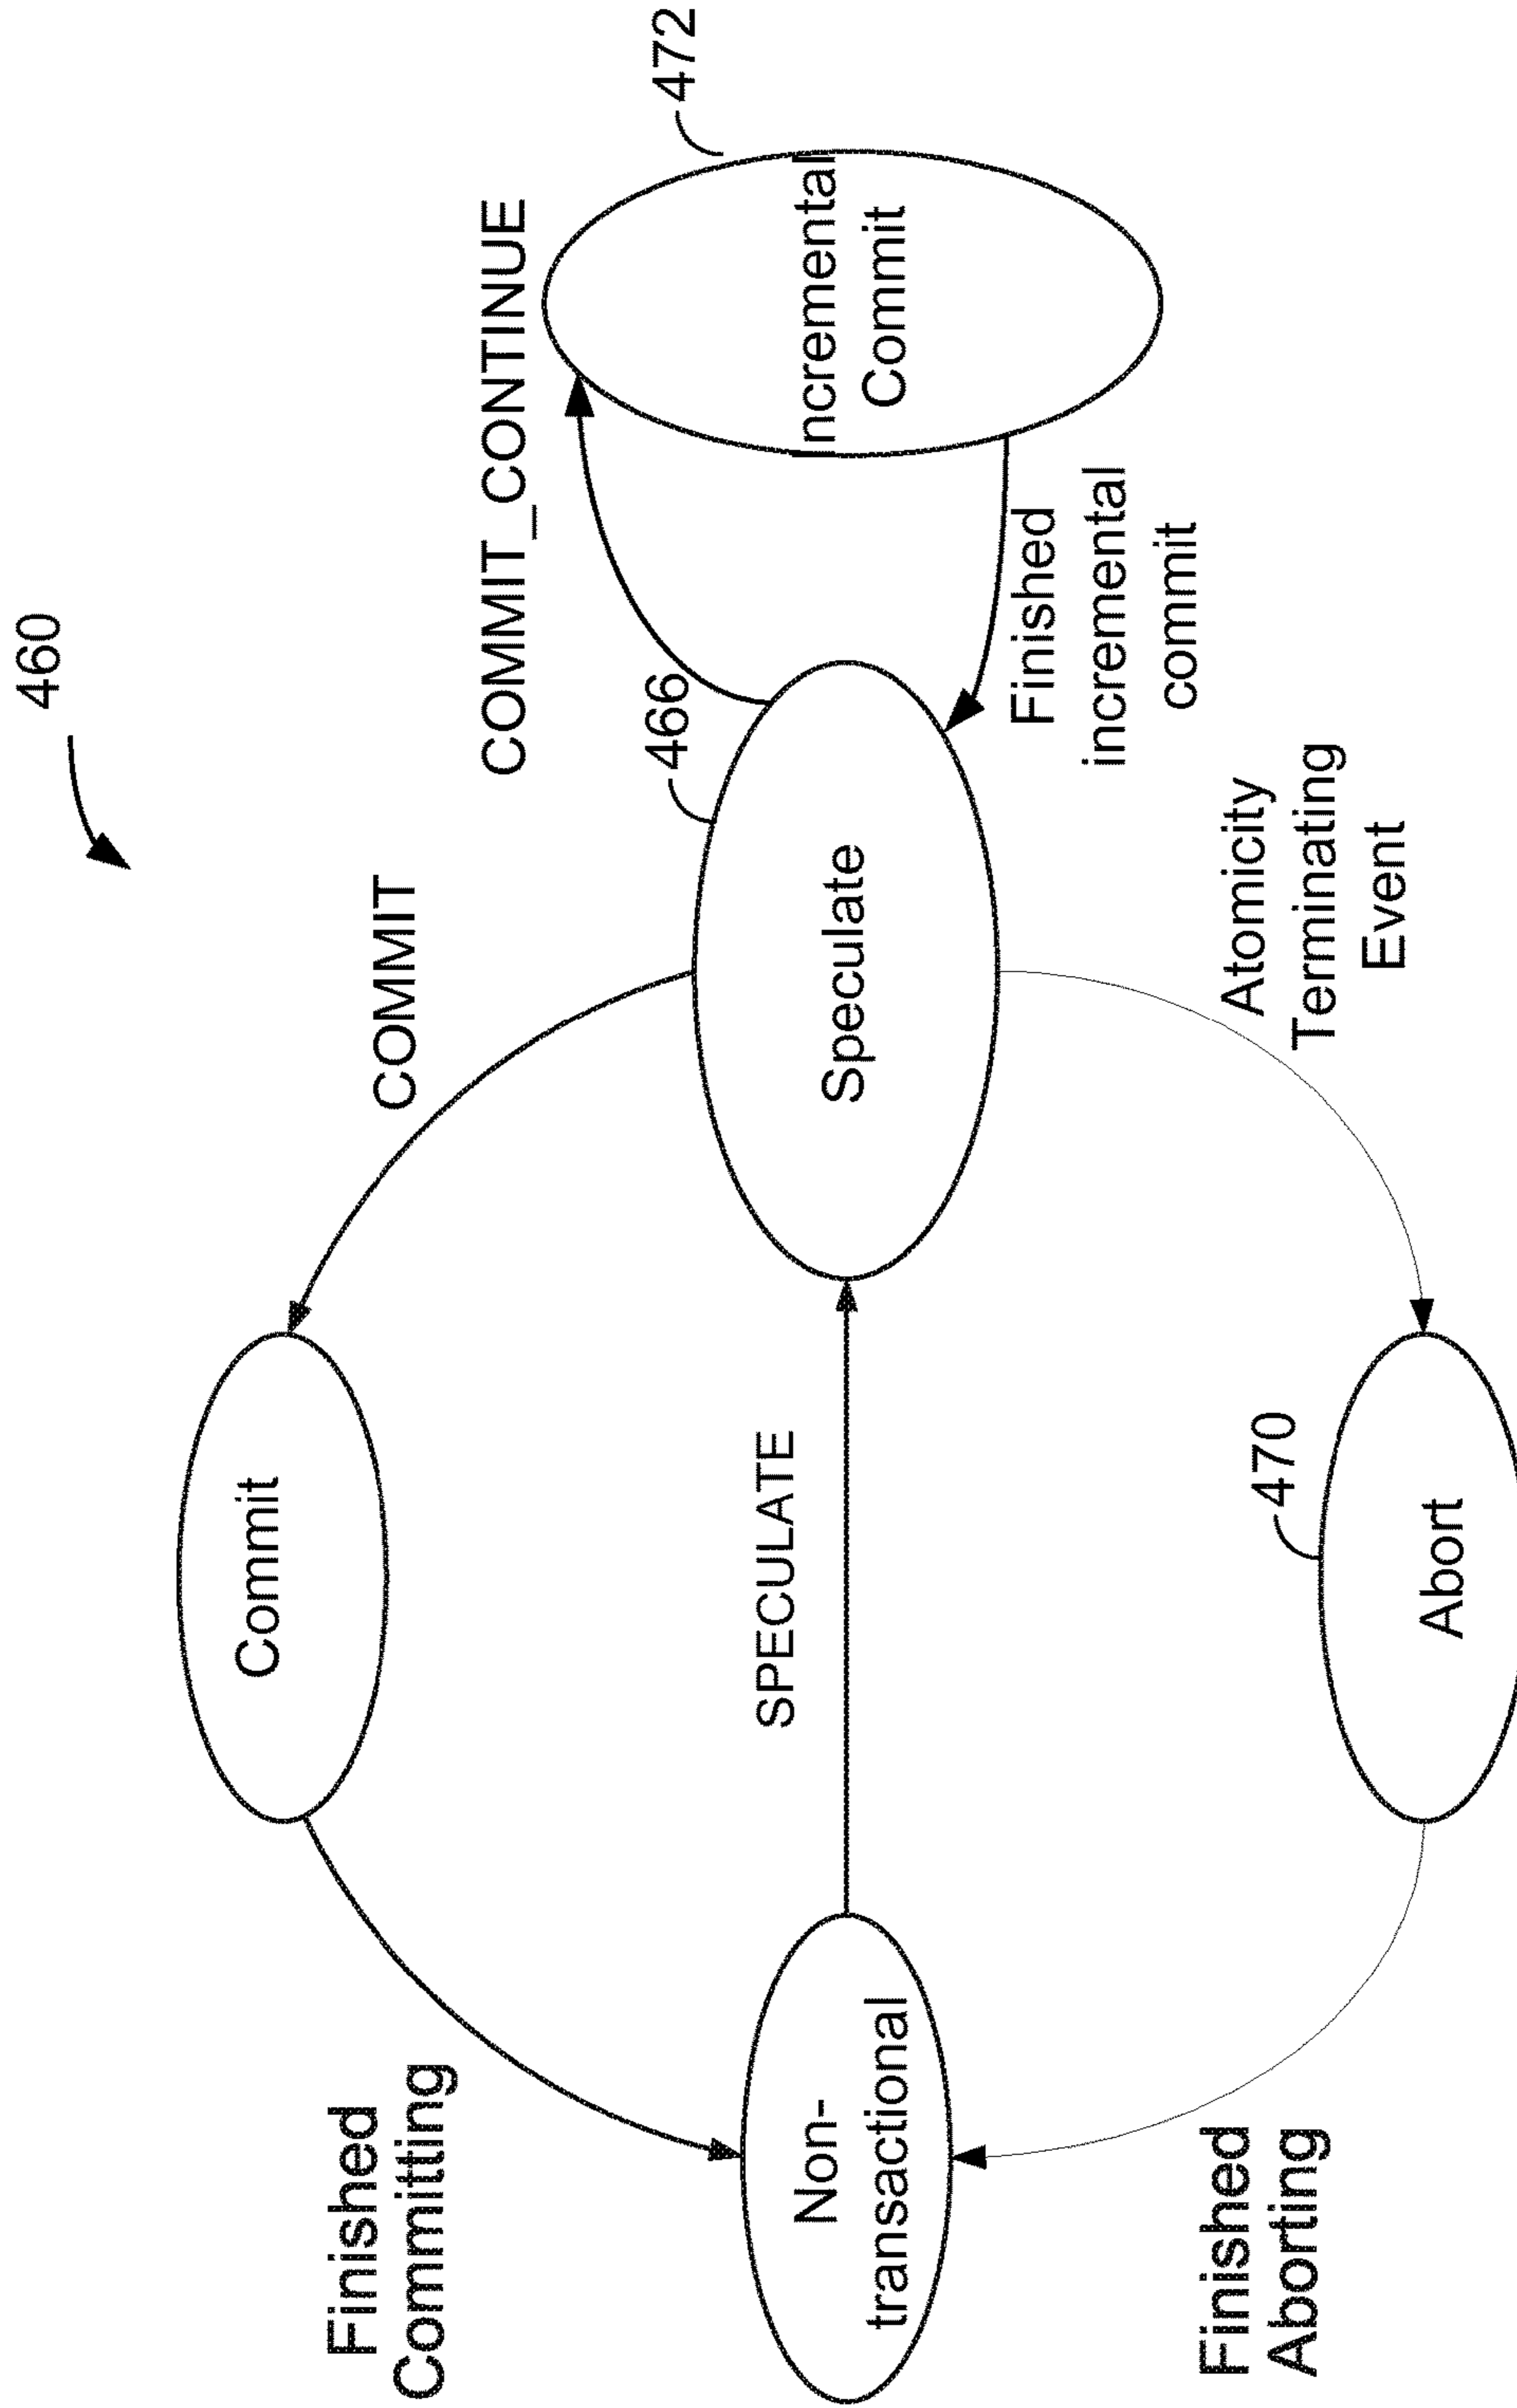 460
Finished
Committing
Commit
COMMIT
COMMIT_CONTINUE
472
466
Non-
transactional
SPECULATE
Speculate
Incremental
Commit
Finished
incremental
commit
Finished
Aborting
470
Abort
Atomicity
Terminating
Event